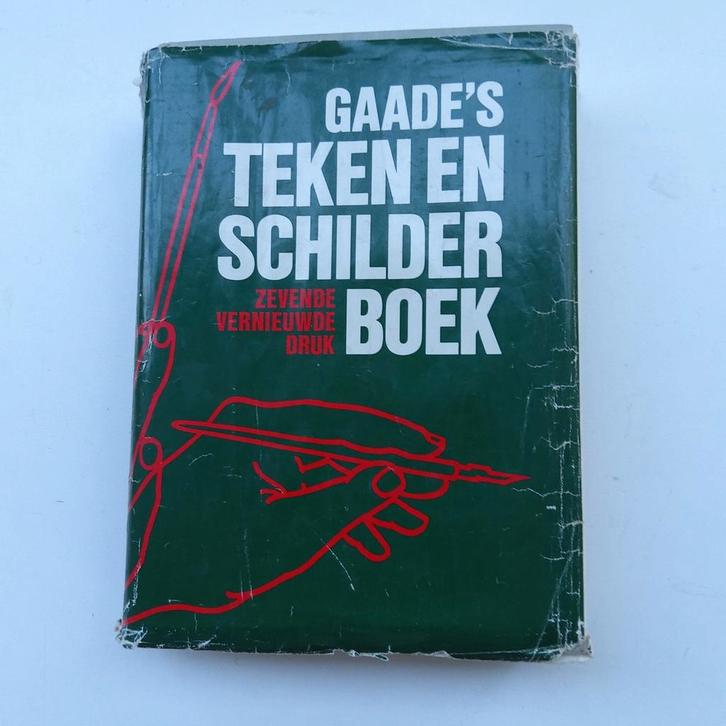 GAADE'S
TEKEN EN
SCHILDER
BOEK
ZEVENDE
VERNIEUWDE
DRUK